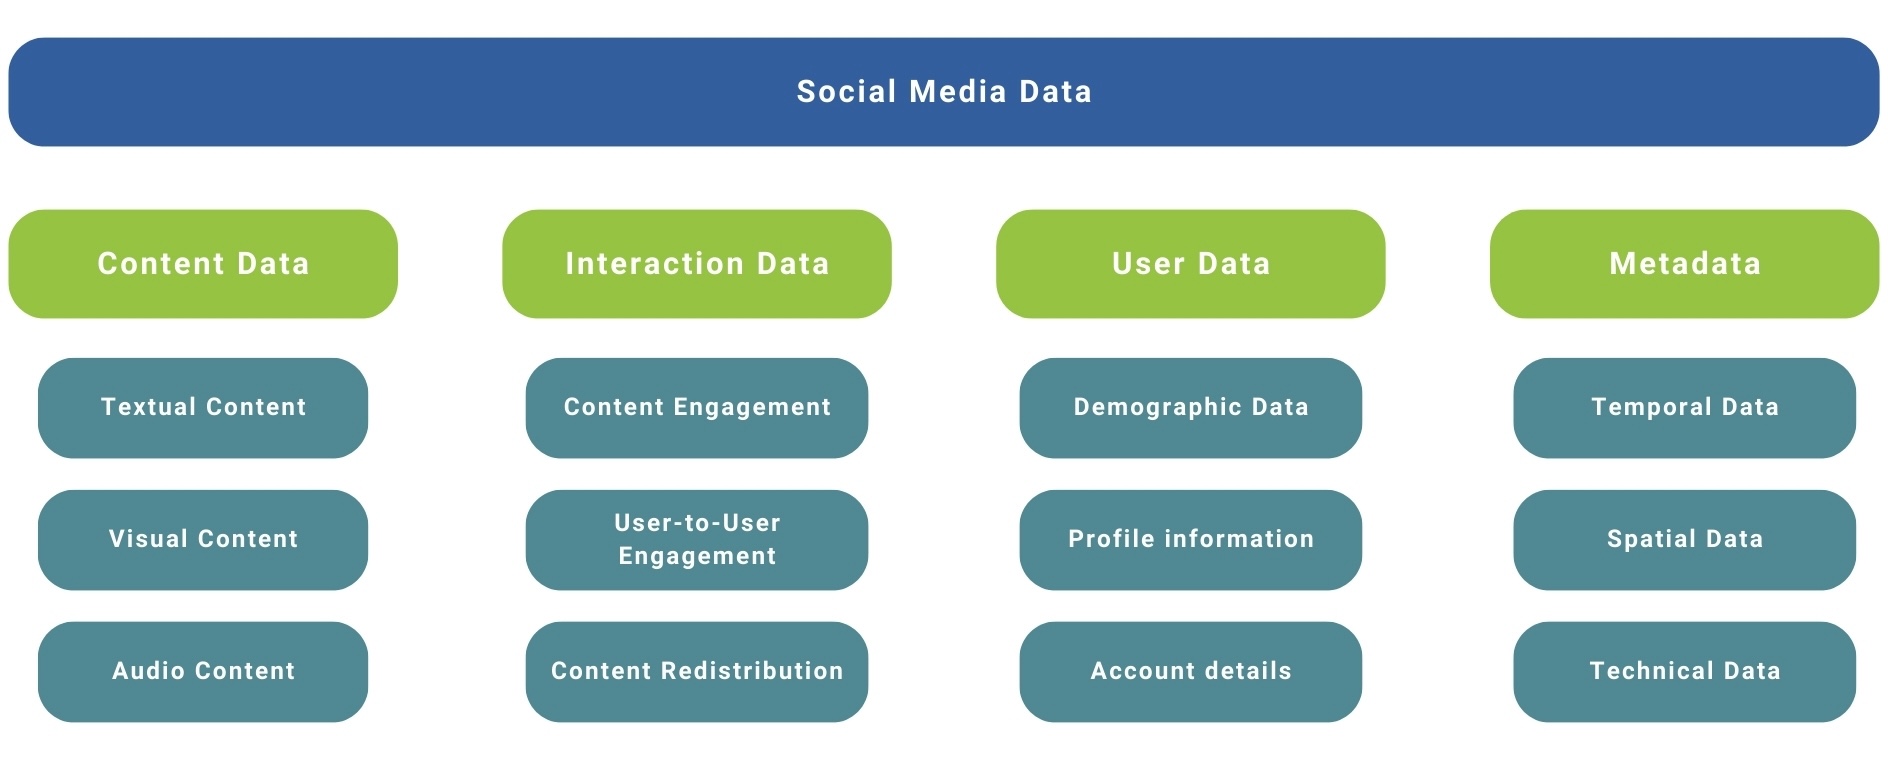 Social Media Data
Content Data
Interaction Data
User Data
Metadata
Textual Content
Content Engagement
Demographic Data
Temporal Data
Visual Content
User-to-User
Engagement
Profile information
Spatial Data
Audio Content
Content Redistribution
Account details
Technical Data